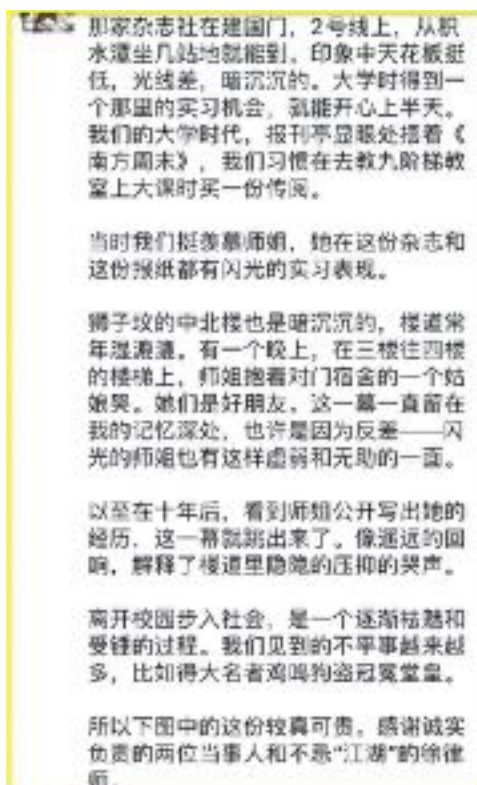 那家杂志社在建国门，2号线上，从积
水潭坐几站地就能到。印象中天花板挺
低，光线差，暗沉沉的。大学时得到一
个那里的实习机会，就能开心上半天。
我们的大学时代，报刊亭显眼处摆着《
南方周末》，我们习惯在去教九阶梯教
室上大课时买一份传阅。
当时我们挺羡慕师姐，她在这份杂志和
这份报纸都有闪光的实习表现。
狮子坟的中北楼也是暗沉沉的，楼道常
年湿漉漉。有一个晚上，在三楼往四楼
的楼梯上，师姐抱着对门宿舍的一个姑
娘哭。她们是好朋友。这一幕一直留在
我的记忆深处，也许是因为反差——闪
光的师姐也有这样虚弱和无助的一面。
以至在十年后，看到师姐公开写出她的
经历，这一幕就跳出来了。像遥远的回
响，解释了楼道里隐隐的压抑的哭声。
离开校园步入社会，是一个逐渐祛魅和
受锤的过程。我们见到的不平事越来越
多，比如得大名者鸡鸣狗盗冠冕堂皇。
所以下图中的这份较真可贵。感谢诚实
负责的两位当事人和不忌“江湖”的徐律
师。